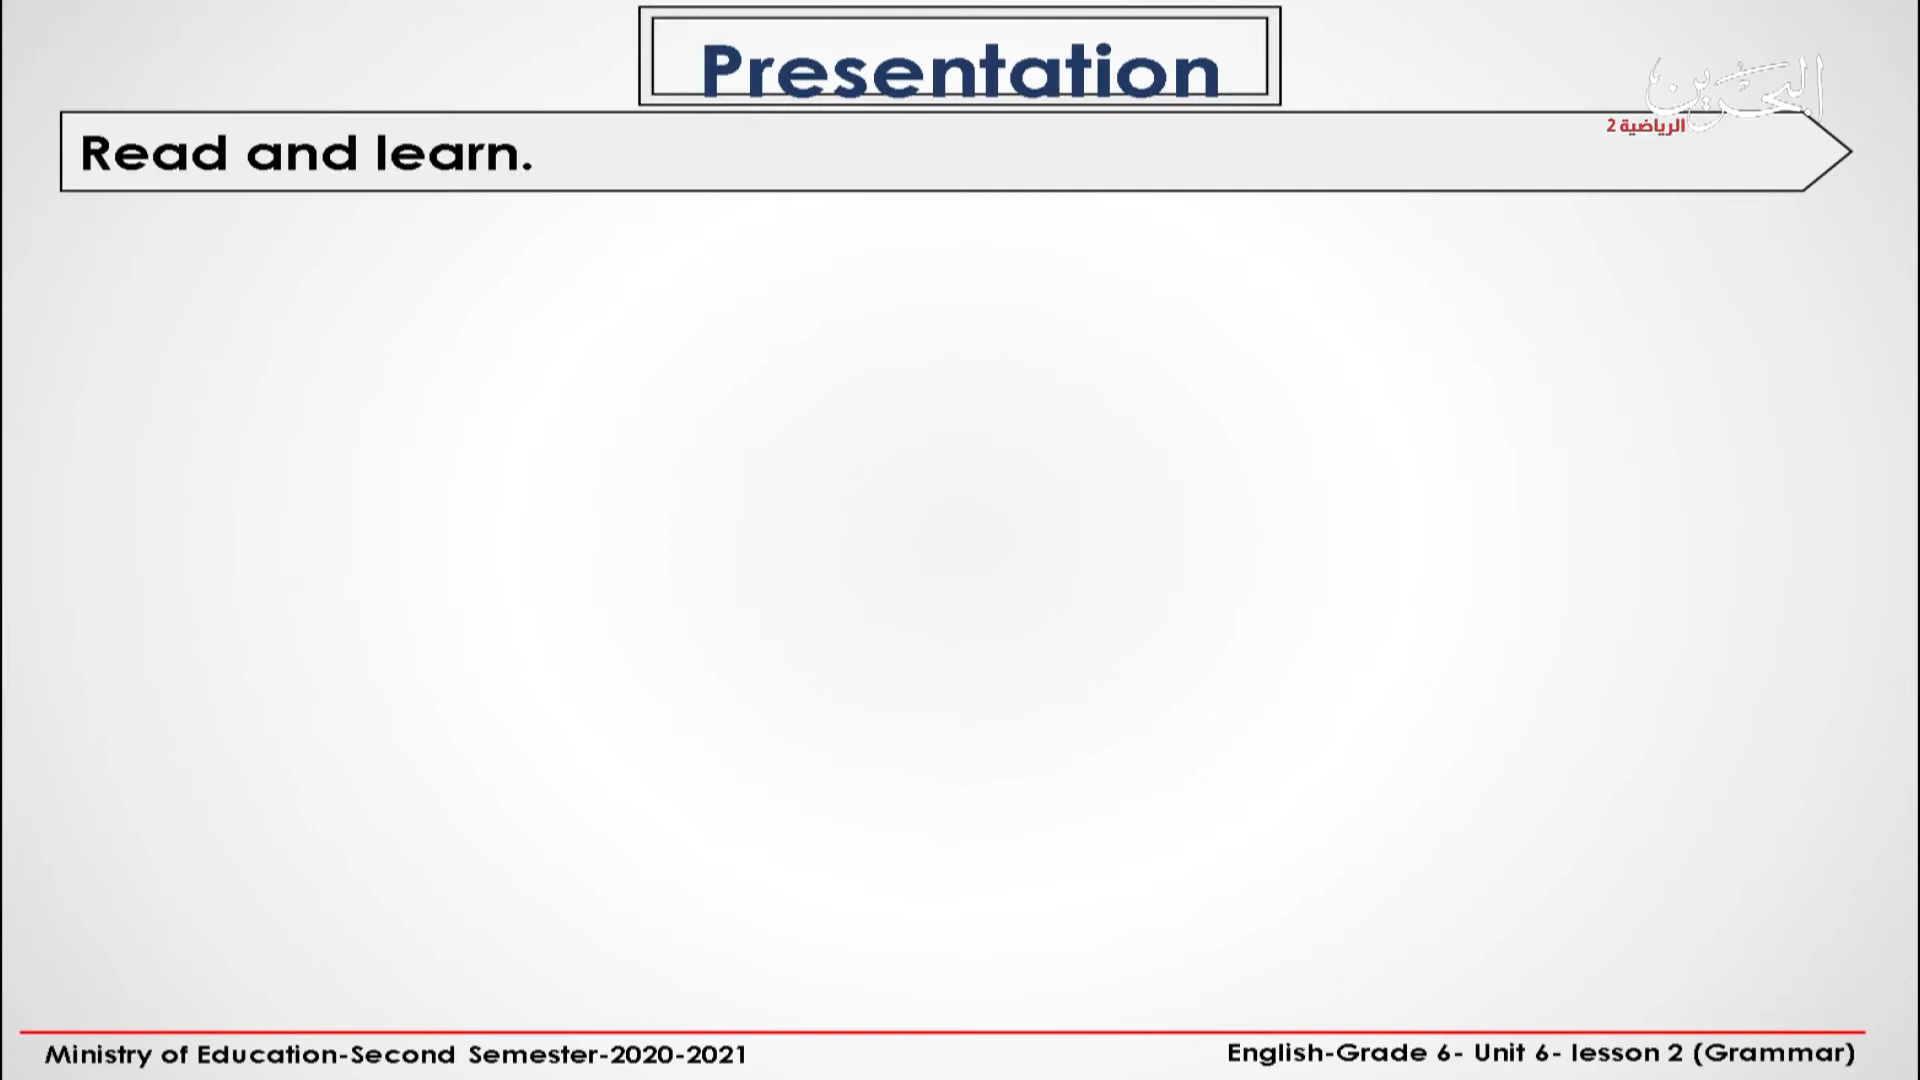 Presentation
البحرين
الرياضية 2
Read and learn.
Ministry of Education-Second Semester-2020-2021
English-Grade 6- Unit 6- lesson 2 (Grammar)